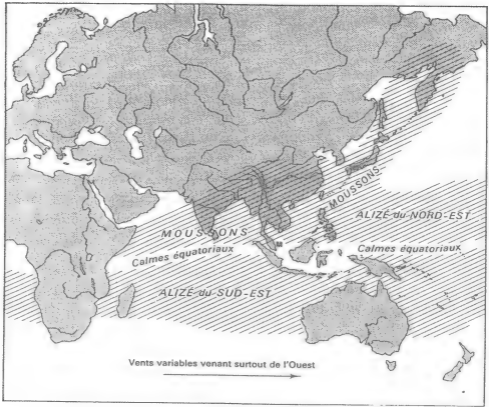 MOUSSONS
ALIZÉ du NORD-EST
MOUSSONS
Calmes équatoriaux
Calmes équatoriaux
ALIZÉ du SUD-EST
Vents variables venant surtout de l'Ouest